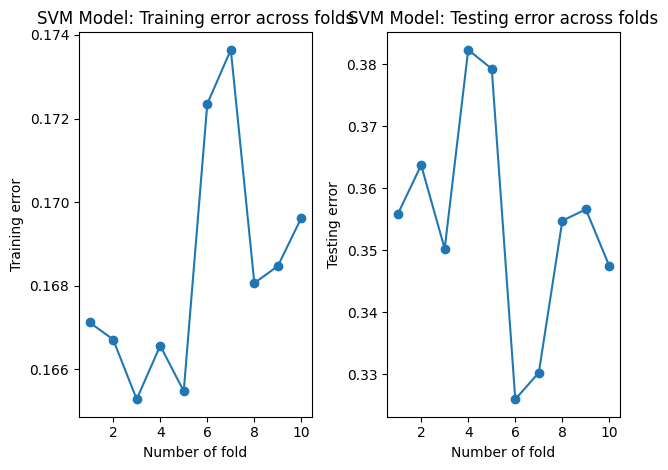 SVM Model: Training error across folds
SVM Model: Testing error across folds
Training error
0.174
0.172
0.170
0.168
0.166
2 4 6 8 10
Number of fold
Testing error
0.38
0.37
0.36
0.35
0.34
0.33
2 4 6 8 10
Number of fold